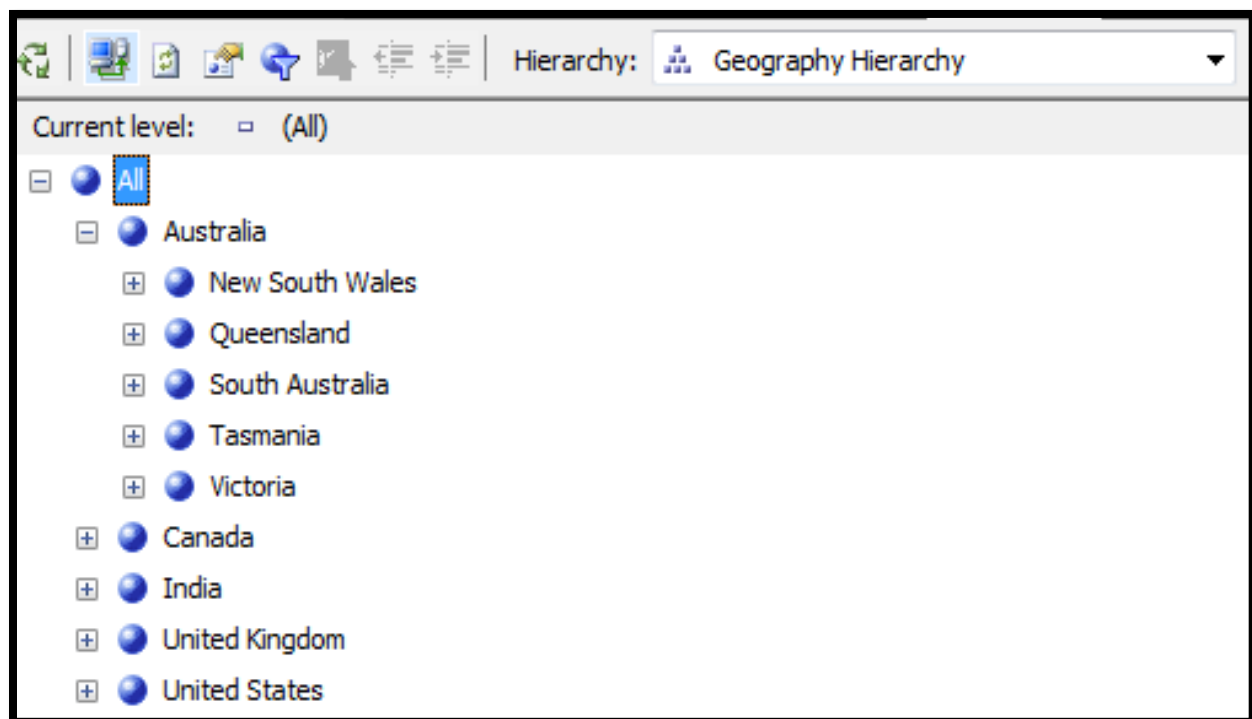 Hierarchy: Geography Hierarchy
Current level: (All)
All
Australia
New South Wales
Queensland
South Australia
Tasmania
Victoria
Canada
India
United Kingdom
United States